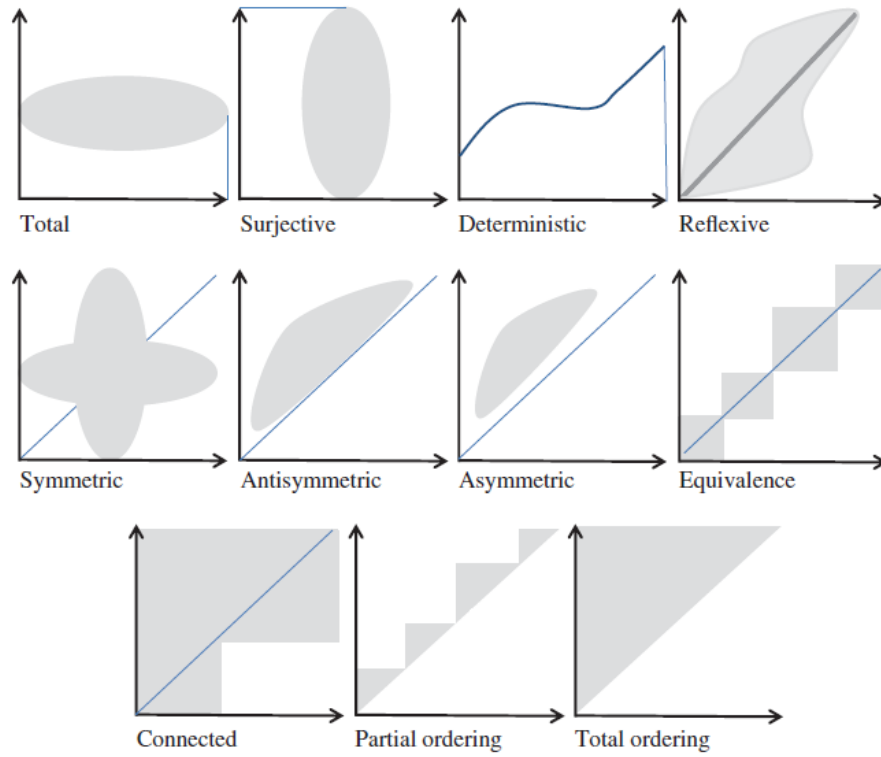 Total
Surjective
Deterministic
Reflexive
Symmetric
Antisymmetric
Asymmetric
Equivalence
Connected
Partial ordering
Total ordering